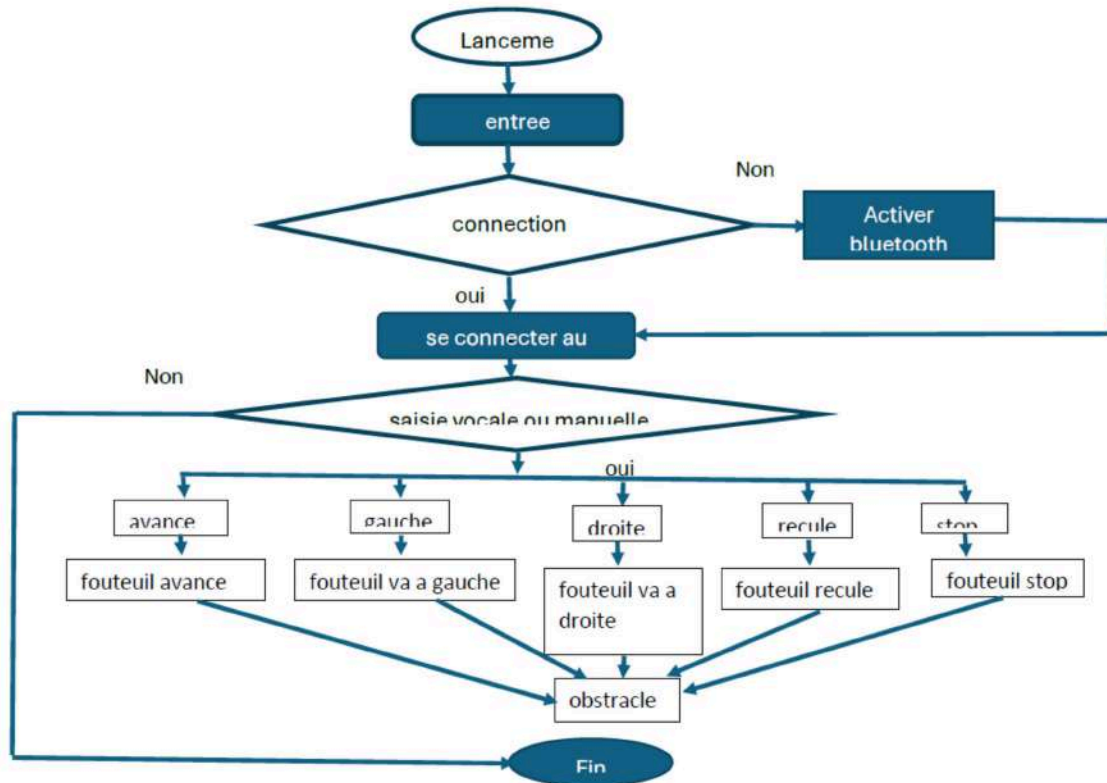 Lanceme
entree
Non
connection
Activer
bluetooth
oui
se connecter au
Non
saisie vocale ou manuelle
oui
avance
gauche
droite
recule
stop
fouteuil avance
fouteuil va a gauche
fouteuil va a
droite
fouteuil recule
fouteuil stop
obstracle
Fin